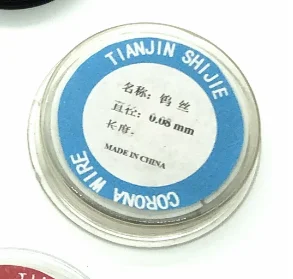 TIANJIN SHIJIE
名称: 钨 丝
直径: 0.08 mm
长度:
MADE IN CHINA
CORONA WIRE